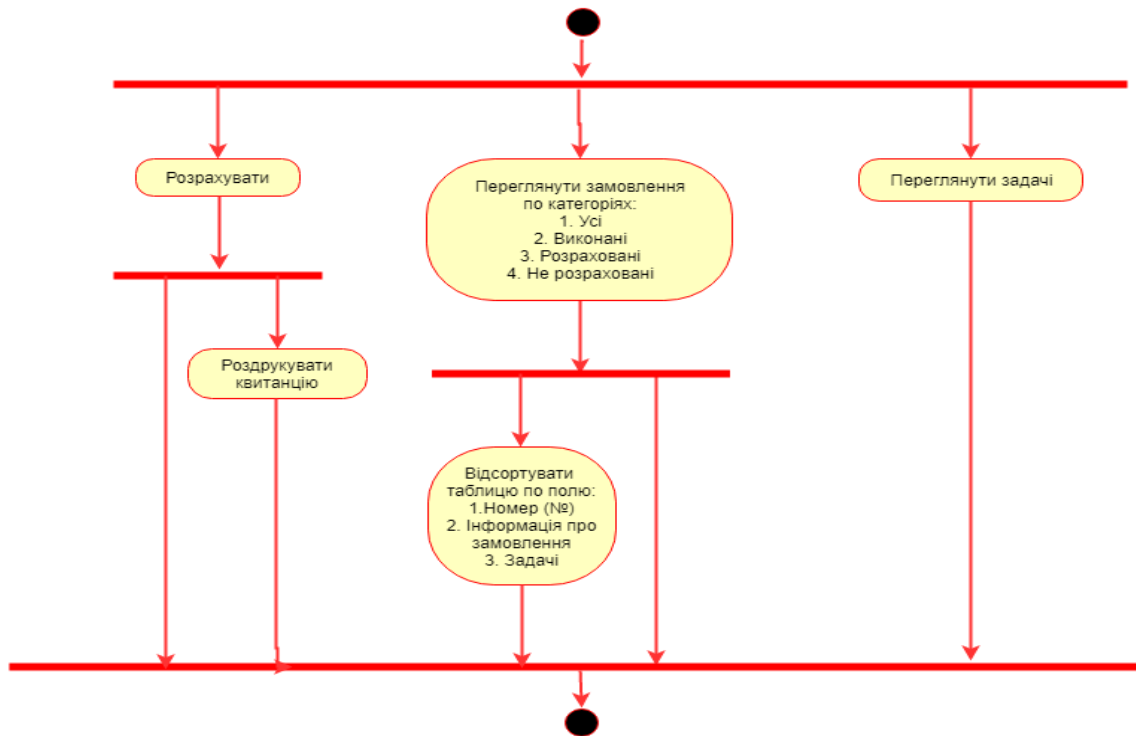 Розрахувати
Переглянути замовлення
по категоріях:
1. Усі
2. Виконані
3. Розраховані
4. Не розраховані
Переглянути задачі
Роздрукувати
квитанцію
Відсортувати
таблицю по полю:
1.Номер (№)
2. Інформація про
замовлення
3. Задачі